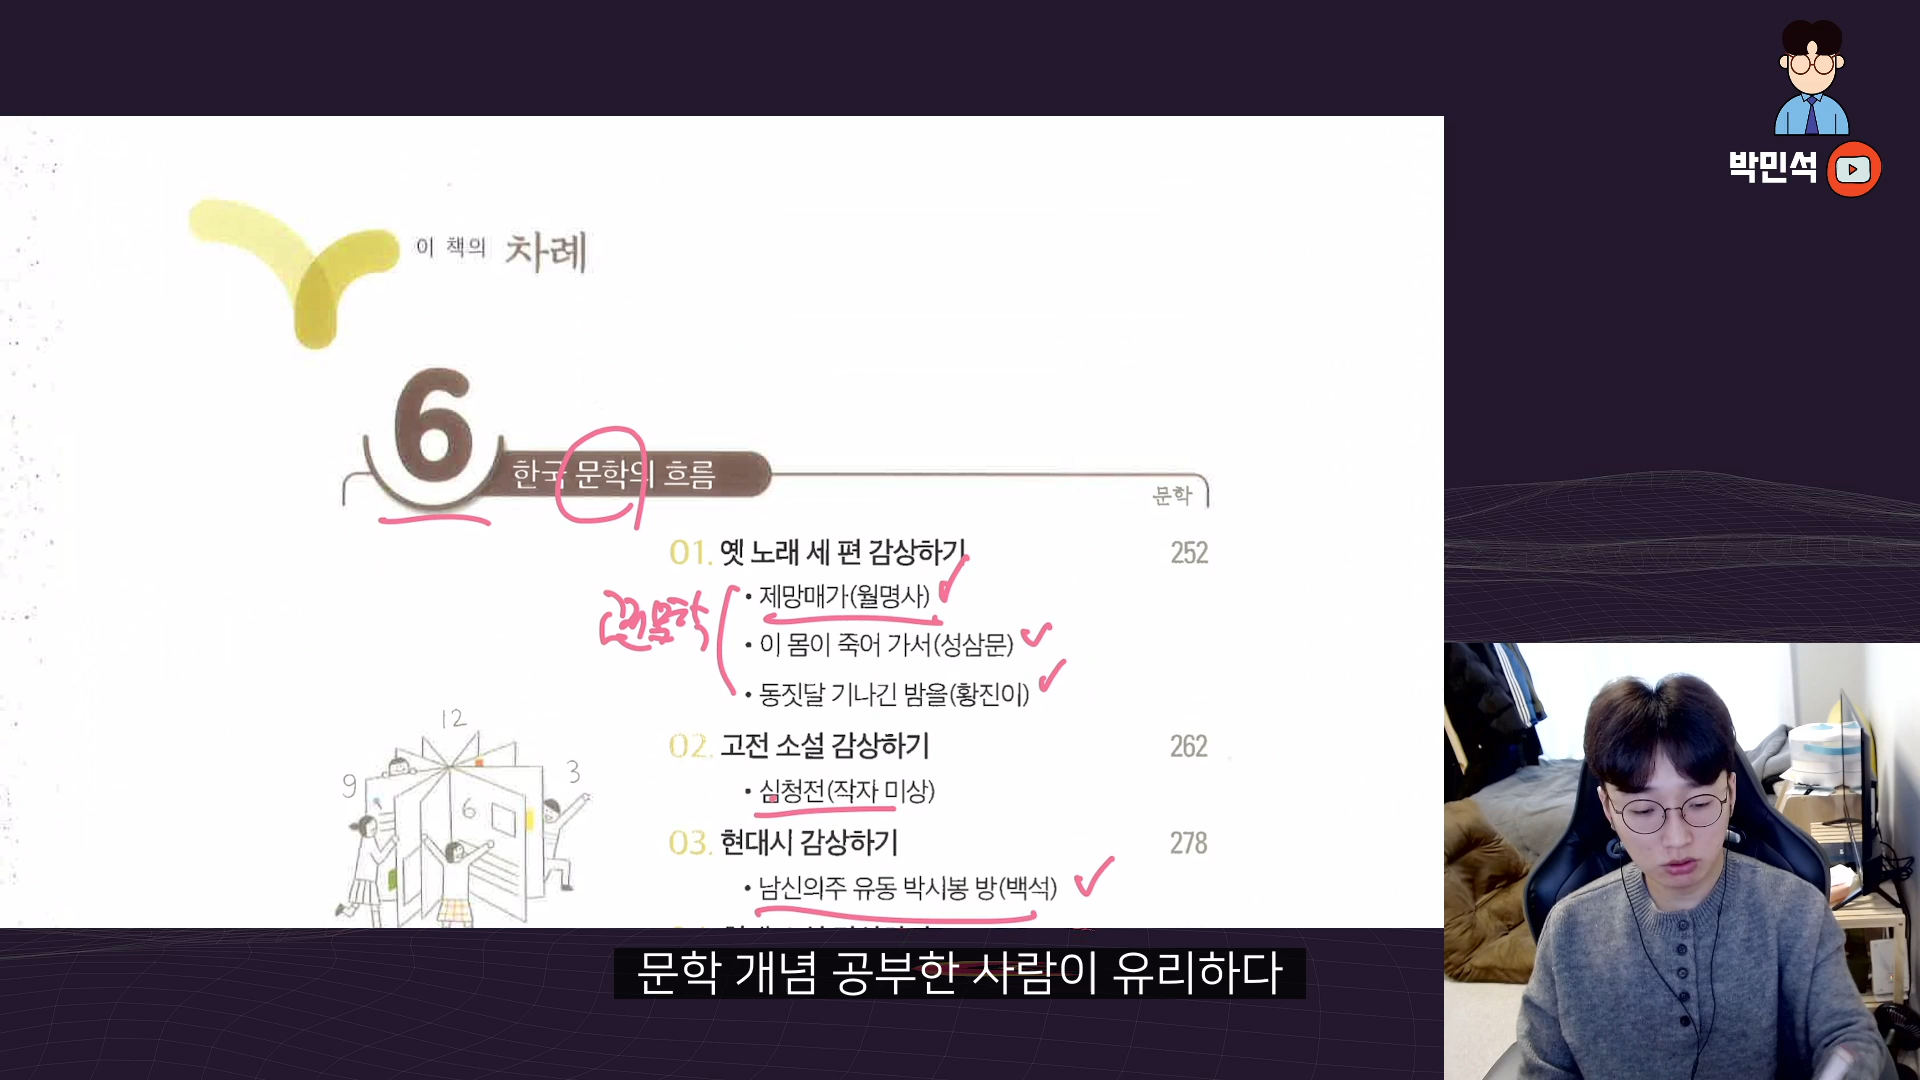 박민석
이 책의 차례
6
한국 문학의 흐름
문학
01. 옛 노래 세 편 감상하기 252
• 제망매가(월명사)
고전문학
• 이 몸이 죽어 가서(성삼문)
• 동짓달 기나긴 밤을(황진이)
02. 고전 소설 감상하기 262
• 심청전(작자 미상)
03. 현대시 감상하기 278
• 남신의주 유동 박시봉 방(백석)
12
9
3
6
문학 개념 공부한 사람이 유리하다